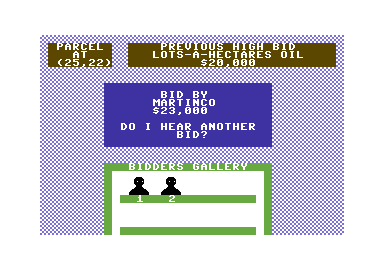 PARCEL
AT
(25,22)
PREVIOUS HIGH BID
LOTS-A-HECTARES OIL
$20,000
BID BY
MARTINCO
$23,000
DO I HEAR ANOTHER
BID?
BIDDERS GALLERY
1 2